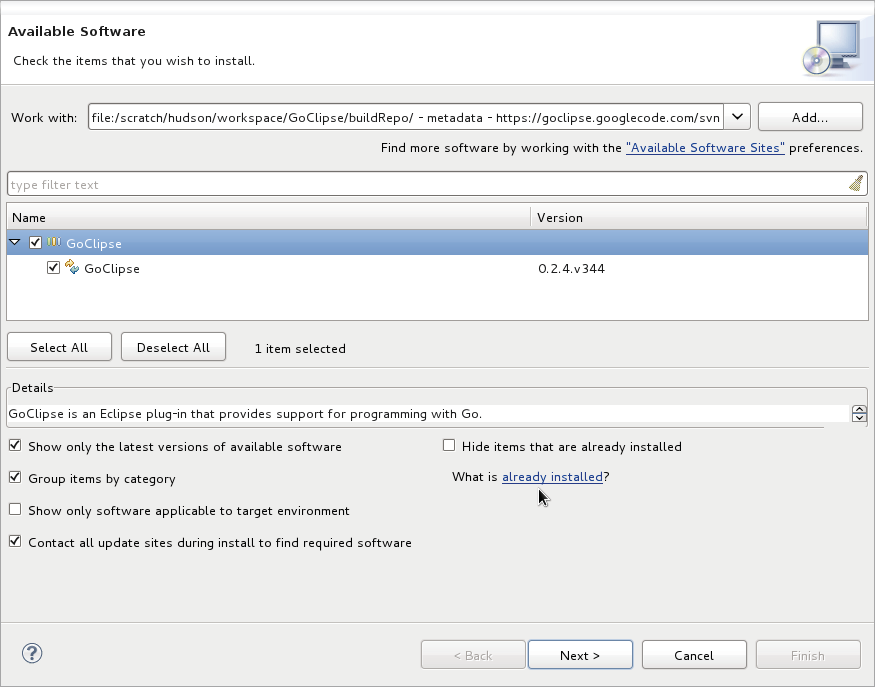 Available Software
Check the items that you wish to install.
Work with: file:/scratch/hudson/workspace/GoClipse/buildRepo/ - metadata - https://goclipse.googlecode.com/svn Add...
Find more software by working with the "Available Software Sites" preferences.
type filter text
Name Version
GoClipse
GoClipse 0.2.4.v344
Select All Deselect All 1 item selected
Details
GoClipse is an Eclipse plug-in that provides support for programming with Go.
Show only the latest versions of available software Hide items that are already installed
Group items by category What is already installed?
Show only software applicable to target environment
Contact all update sites during install to find required software
? < Back Next > Cancel Finish